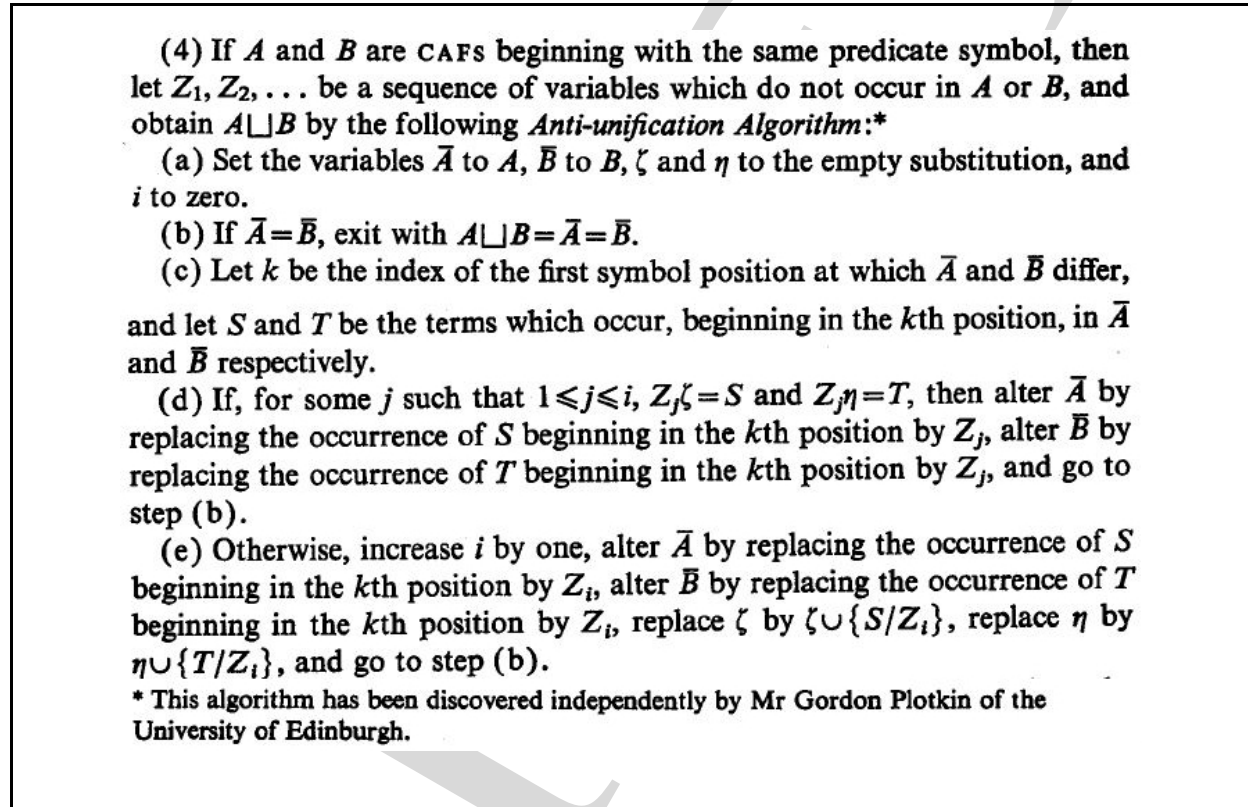 (4) If A and B are CAFs beginning with the same predicate symbol, then
let Z₁, Z₂, . . . be a sequence of variables which do not occur in A or B, and
obtain A⊔B by the following Anti-unification Algorithm:*
(a) Set the variables Ā to A, B̄ to B, ζ and η to the empty substitution, and
i to zero.
(b) If Ā=B̄, exit with A⊔B=Ā=B̄.
(c) Let k be the index of the first symbol position at which Ā and B̄ differ,
and let S and T be the terms which occur, beginning in the kth position, in Ā
and B̄ respectively.
(d) If, for some j such that 1⩽j⩽i, Zⱼζ=S and Zⱼη=T, then alter Ā by
replacing the occurrence of S beginning in the kth position by Zⱼ, alter B̄ by
replacing the occurrence of T beginning in the kth position by Zⱼ, and go to
step (b).
(e) Otherwise, increase i by one, alter Ā by replacing the occurrence of S
beginning in the kth position by Zᵢ, alter B̄ by replacing the occurrence of T
beginning in the kth position by Zᵢ, replace ζ by ζ∪{S/Zᵢ}, replace η by
η∪{T/Zᵢ}, and go to step (b).
* This algorithm has been discovered independently by Mr Gordon Plotkin of the
University of Edinburgh.